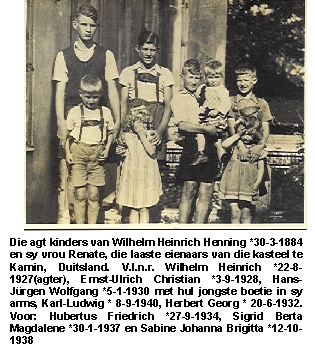 Die agt kinders van Wilhelm Heinrich Henning *30-3-1884
en sy vrou Renate, die laaste eienaars van die kasteel te
Karnin, Duitsland. V.l.n.r. Wilhelm Heinrich *22-8-
1927(agter), Ernst-Ulrich Christian *3-9-1928, Hans-
Jürgen Wolfgang *5-1-1930 met hul jongste boetie in sy
arms, Karl-Ludwig * 8-9-1940, Herbert Georg * 20-6-1932.
Voor: Hubertus Friedrich *27-9-1934, Sigrid Berta
Magdalene *30-1-1937 en Sabine Johanna Brigitta *12-10-
1938